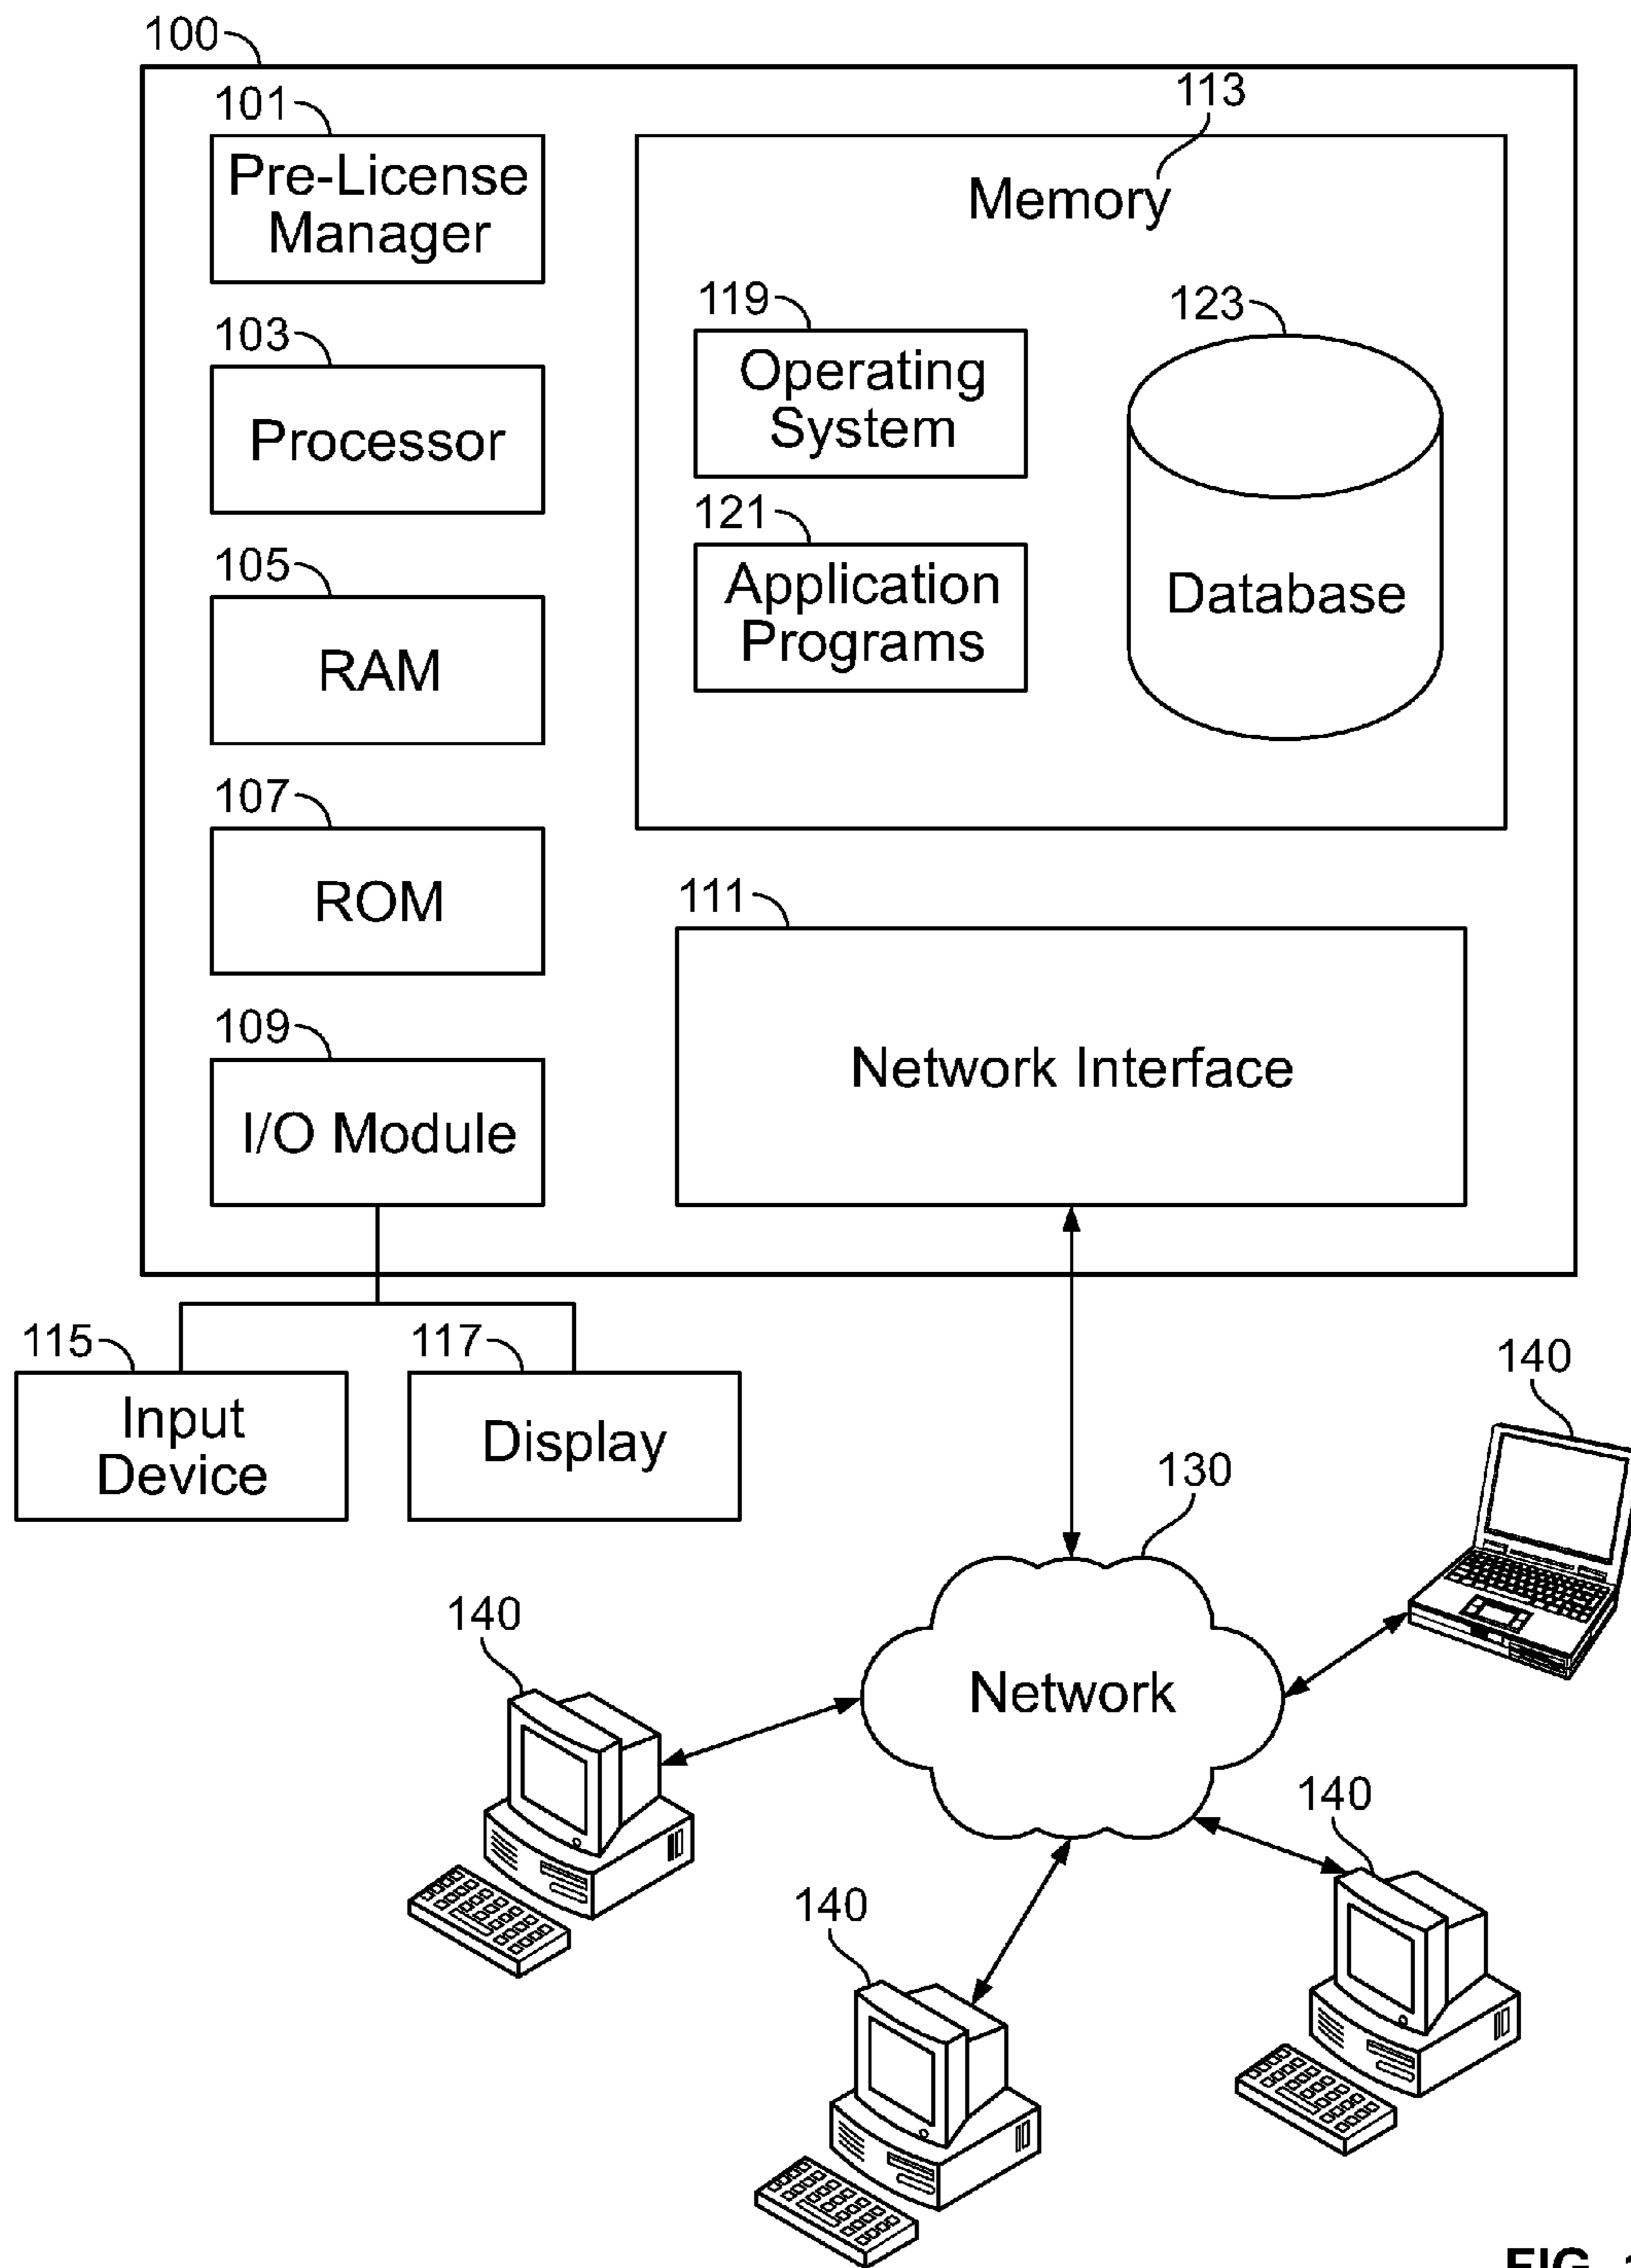 100
101
Pre-License
Manager
103
Processor
105
RAM
107
ROM
109
I/O Module
113
Memory
119
Operating
System
121
Application
Programs
123
Database
111
Network Interface
115
Input
Device
117
Display
130
Network
140
140
140
140
FIG.